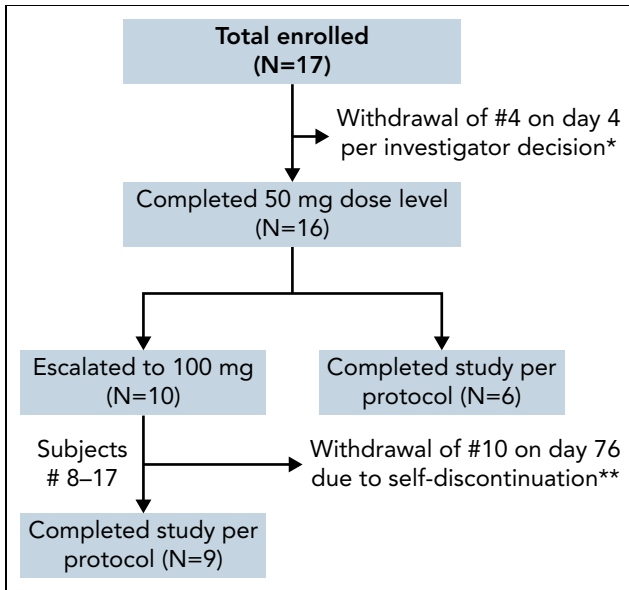 Total enrolled
(N=17)
Withdrawal of #4 on day 4
per investigator decision*
Completed 50 mg dose level
(N=16)
Escalated to 100 mg
(N=10)
Completed study per
protocol (N=6)
Subjects
# 8–17
Withdrawal of #10 on day 76
due to self-discontinuation**
Completed study per
protocol (N=9)